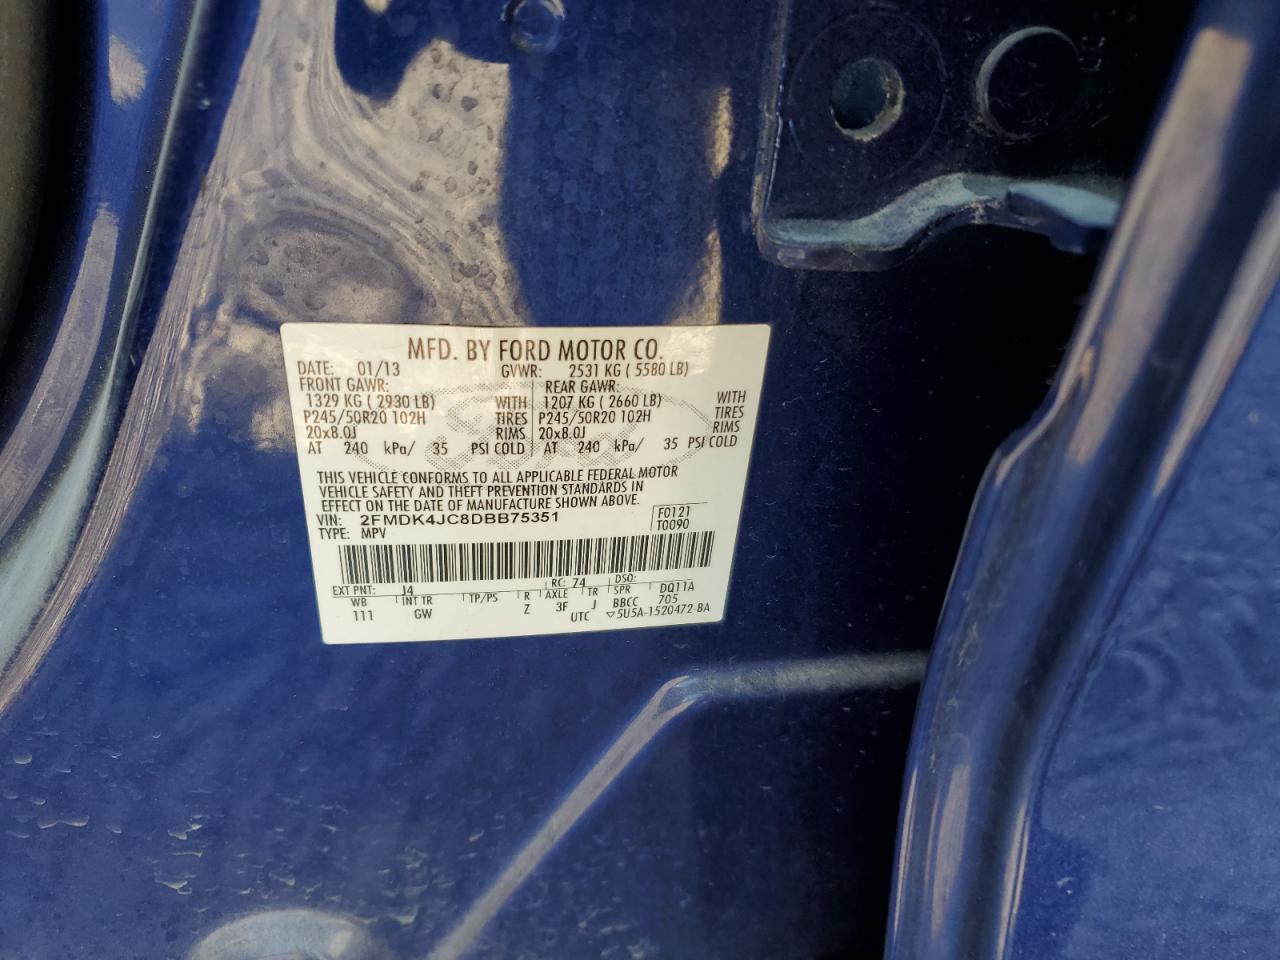 MFD. BY FORD MOTOR CO.
DATE: 01/13 GVWR: 2531 KG ( 5580 LB)
FRONT GAWR: REAR GAWR:
1329 KG ( 2930 LB) WITH 1207 KG ( 2660 LB) WITH
P245/50R20 102H TIRES P245/50R20 102H TIRES
20x8.0J RIMS 20x8.0J RIMS
AT 240 kPa/ 35 PSI COLD AT 240 kPa/ 35 PSI COLD
THIS VEHICLE CONFORMS TO ALL APPLICABLE FEDERAL MOTOR
VEHICLE SAFETY AND THEFT PREVENTION STANDARDS IN
EFFECT ON THE DATE OF MANUFACTURE SHOWN ABOVE.
VIN: 2FMDK4JC8DBB75351 F0121
TYPE: MPV T0090
EXT PNT: J4 RC: 74 DSO: DQ11A
WB INT TR TP/PS R AXLE TR SPR 705
111 GW Z 3F J BBCC
UTC ▽5U5A-1520472-BA